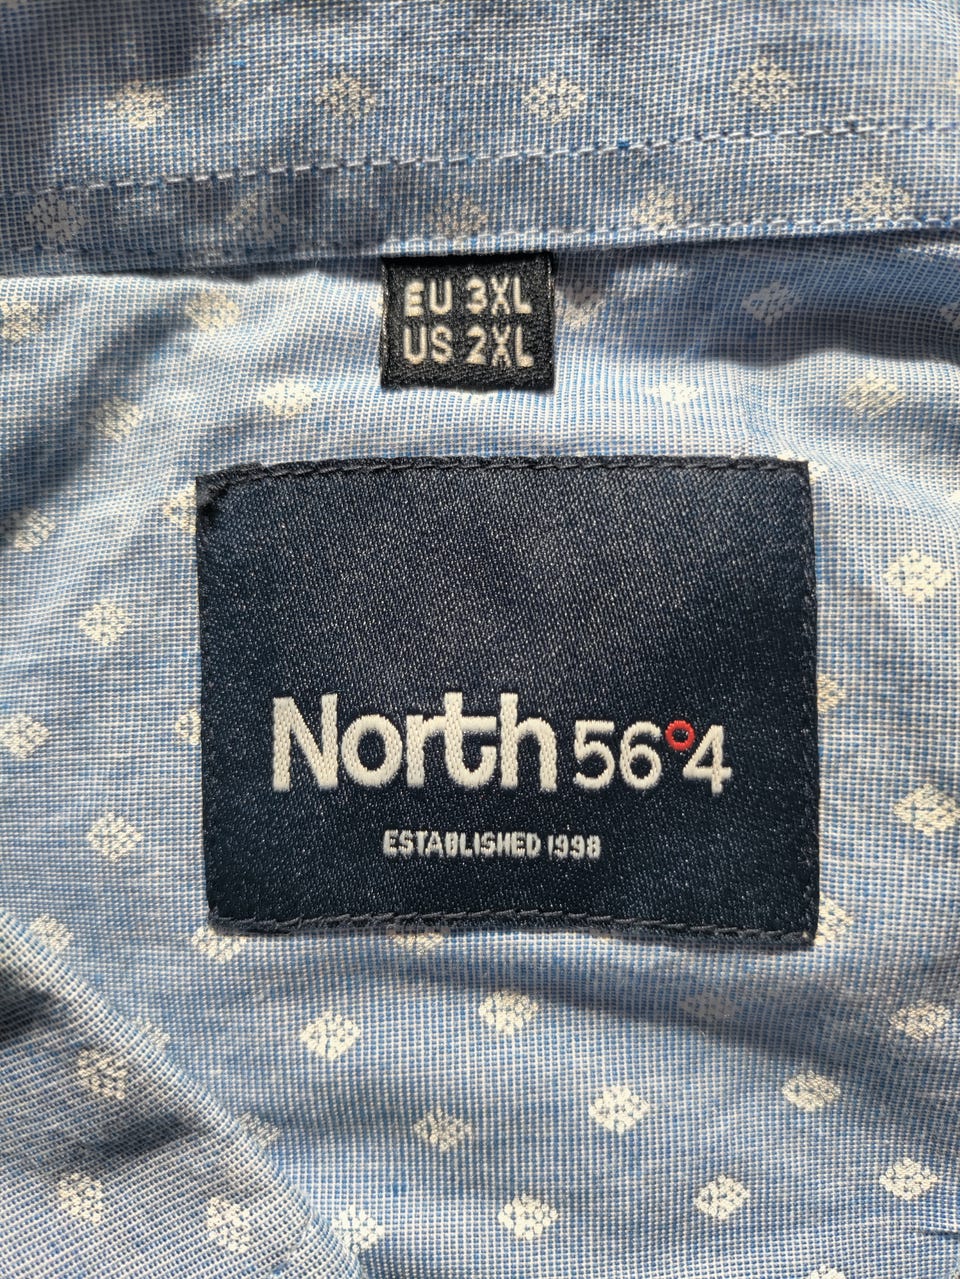 EU 3XL
US 2XL
North 56°4
ESTABLISHED 1998